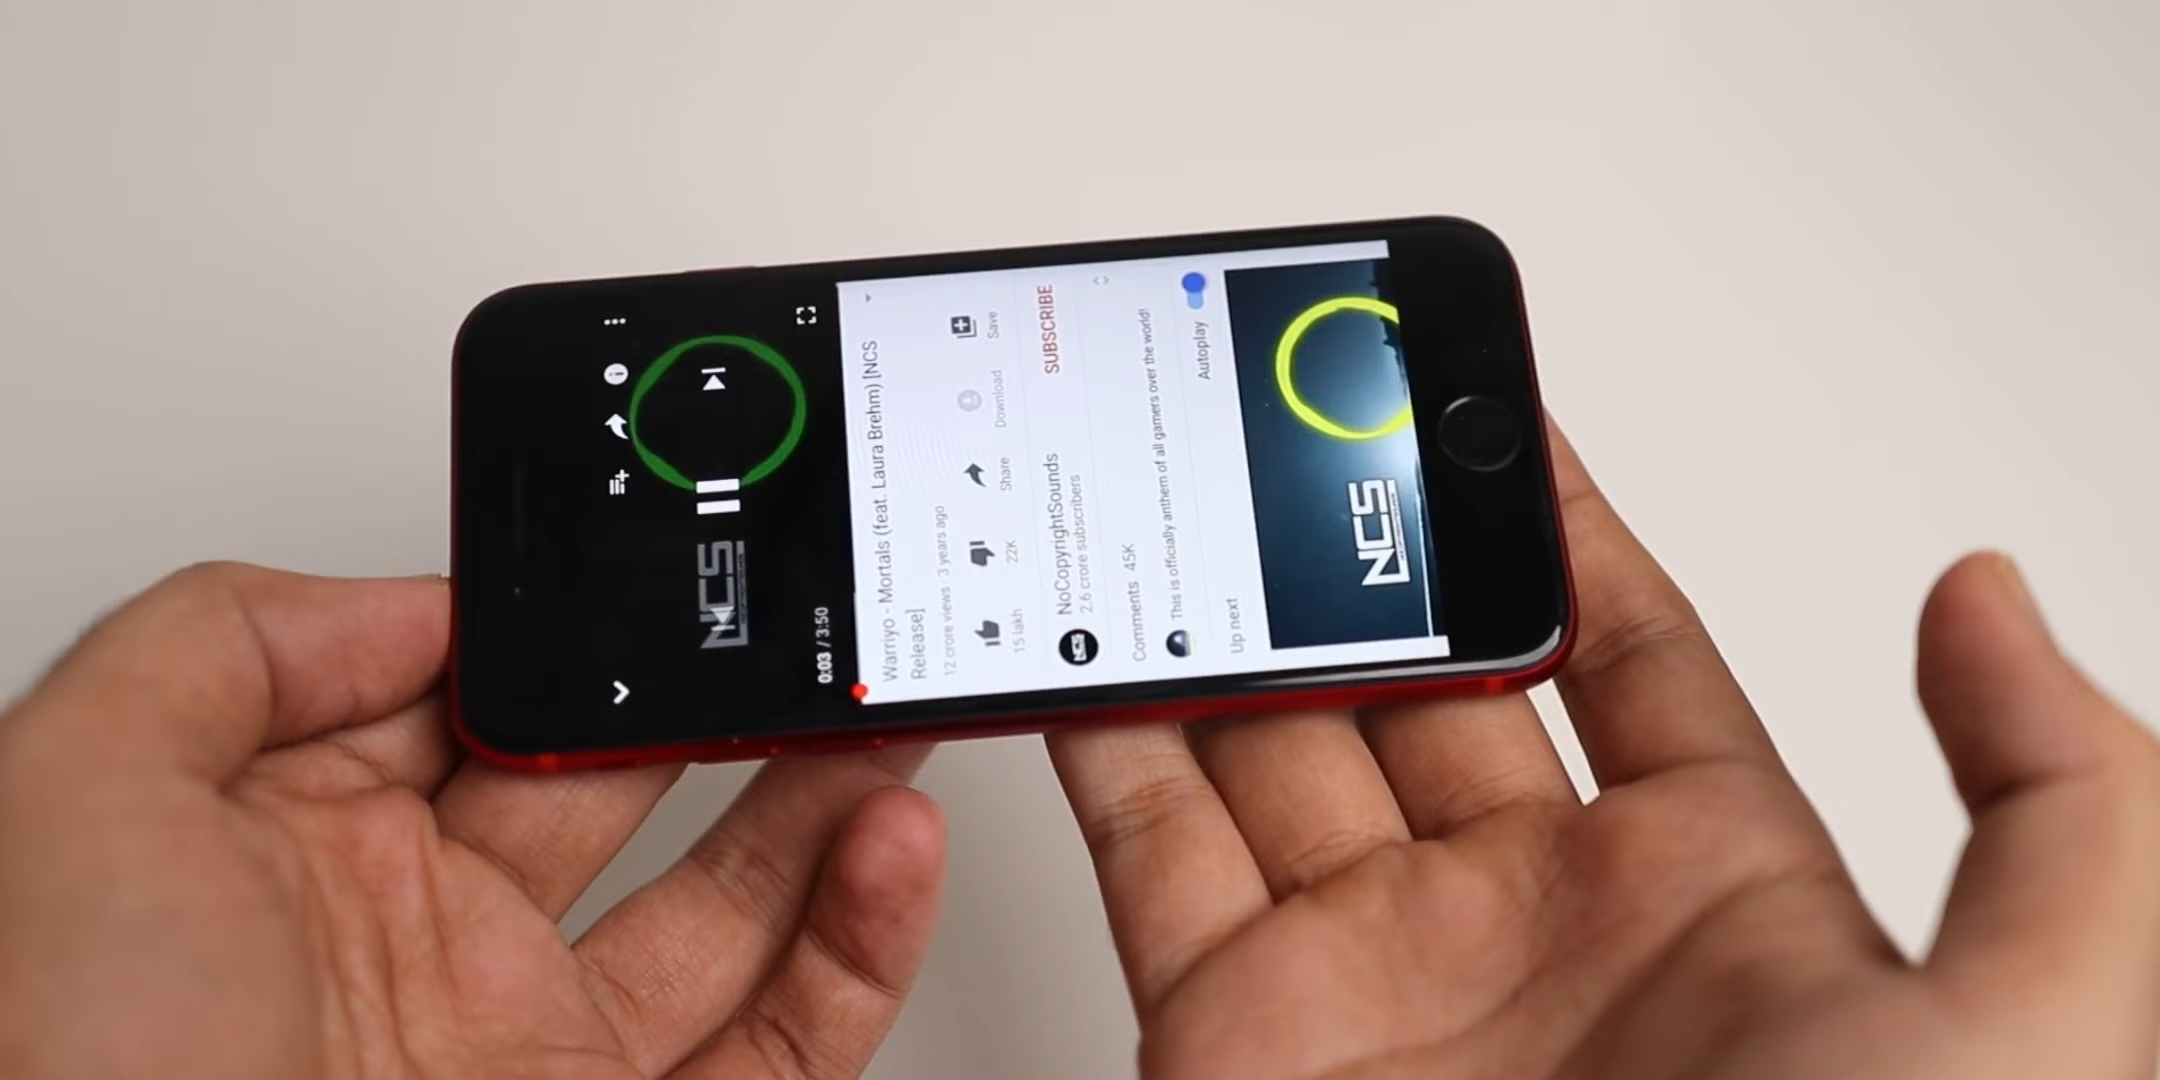 NCS
0:03 / 3:50
Warriyo - Mortals (feat. Laura Brehm) [NCS
Release]
12 crore views · 3 years ago
15 lakh
22K
Share
Download
Save
NCS
NoCopyrightSounds
2.6 crore subscribers
SUBSCRIBE
Comments 45K
This is officially anthem of all gamers over the world!
Up next
Autoplay
NCS